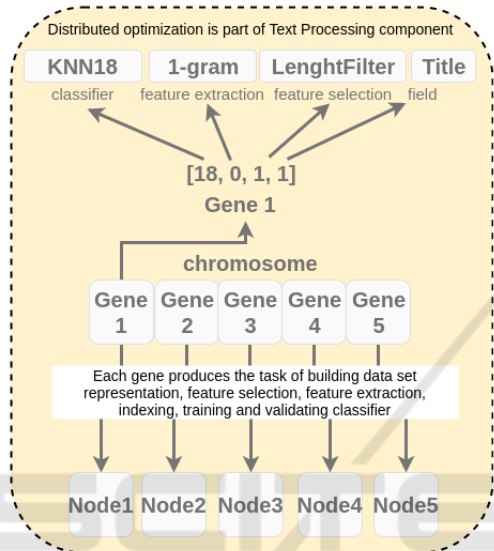 Distributed optimization is part of Text Processing component
KNN18 1-gram LenghtFilter Title
classifier feature extraction feature selection field
[18, 0, 1, 1]
Gene 1
chromosome
Gene Gene Gene Gene Gene
1 2 3 4 5
Each gene produces the task of building data set
representation, feature selection, feature extraction,
indexing, training and validating classifier
Node1 Node2 Node3 Node4 Node5